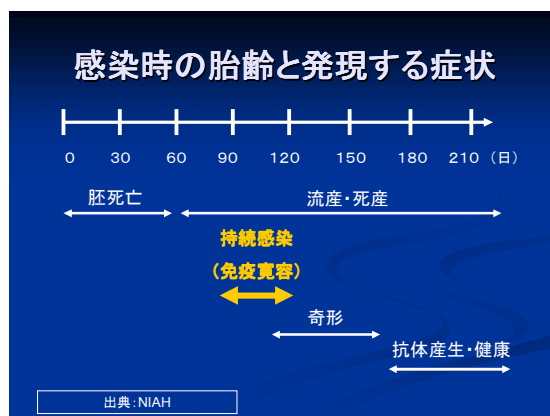 感染時の胎齢と発現する症状
0 30 60 90 120 150 180 210 (日)
胚死亡
流産・死産
持続感染
(免疫寛容)
奇形
抗体産生・健康
出典:NIAH